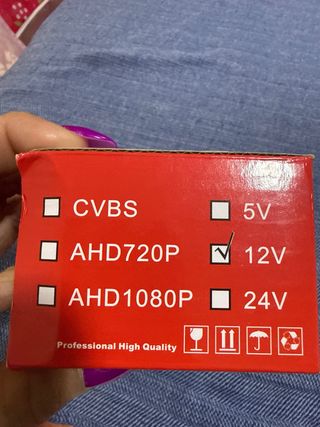 CVBS 5V
AHD720P 12V
AHD1080P 24V
Professional High Quality